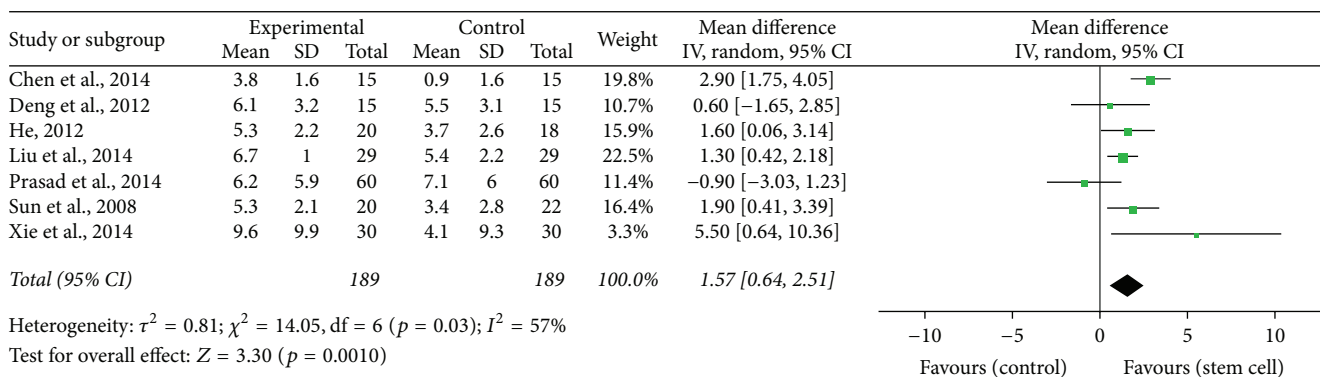 Study or subgroup Experimental Control Weight Mean difference Mean difference
Mean SD Total Mean SD Total IV, random, 95% CI IV, random, 95% CI
Chen et al., 2014 3.8 1.6 15 0.9 1.6 15 19.8% 2.90 [1.75, 4.05]
Deng et al., 2012 6.1 3.2 15 5.5 3.1 15 10.7% 0.60 [−1.65, 2.85]
He, 2012 5.3 2.2 20 3.7 2.6 18 15.9% 1.60 [0.06, 3.14]
Liu et al., 2014 6.7 1 29 5.4 2.2 29 22.5% 1.30 [0.42, 2.18]
Prasad et al., 2014 6.2 5.9 60 7.1 6 60 11.4% −0.90 [−3.03, 1.23]
Sun et al., 2008 5.3 2.1 20 3.4 2.8 22 16.4% 1.90 [0.41, 3.39]
Xie et al., 2014 9.6 9.9 30 4.1 9.3 30 3.3% 5.50 [0.64, 10.36]
Total (95% CI) 189 189 100.0% 1.57 [0.64, 2.51]
Heterogeneity: τ² = 0.81; χ² = 14.05, df = 6 (p = 0.03); I² = 57%
Test for overall effect: Z = 3.30 (p = 0.0010)
−10 −5 0 5 10
Favours (control) Favours (stem cell)